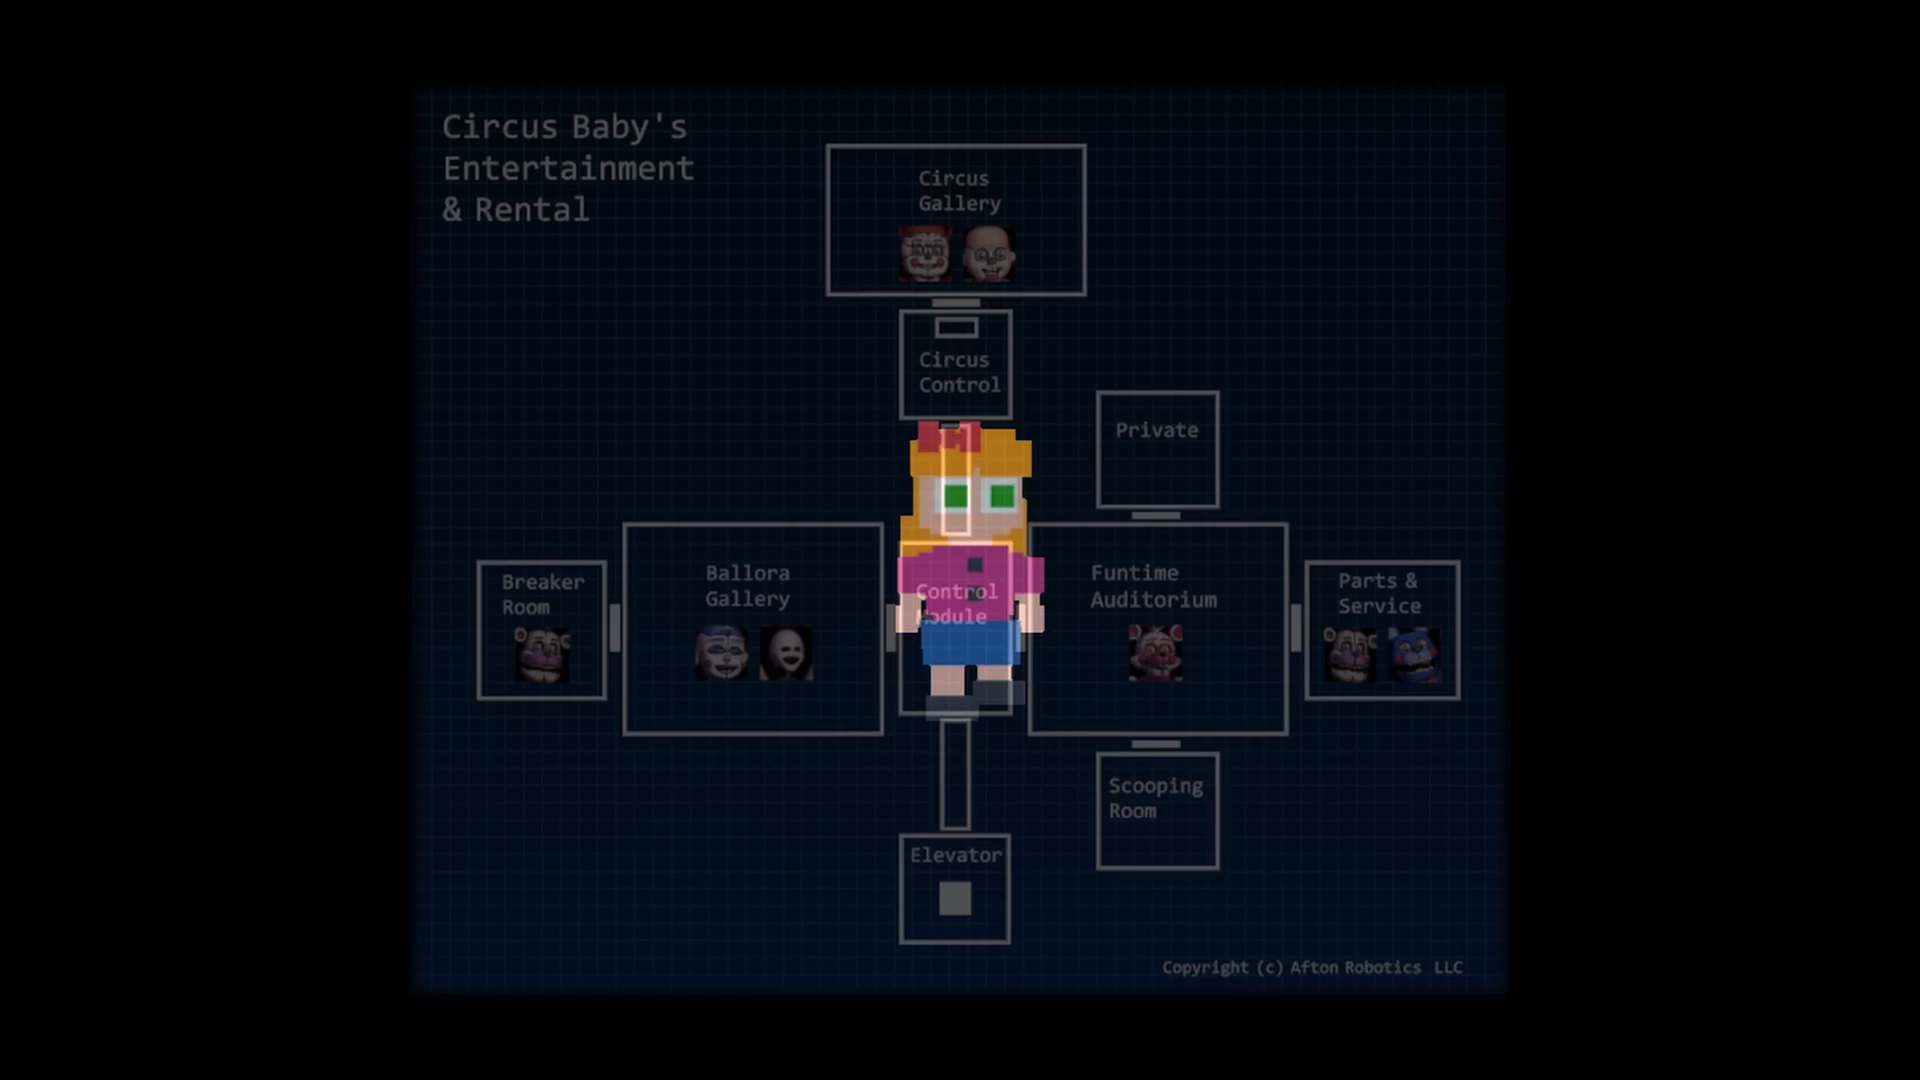 Circus Baby's
Entertainment
& Rental
Circus
Gallery
Circus
Control
Private
Breaker
Room
Ballora
Gallery
Control
Module
Funtime
Auditorium
Parts &
Service
Scooping
Room
Elevator
Copyright (c) Afton Robotics LLC